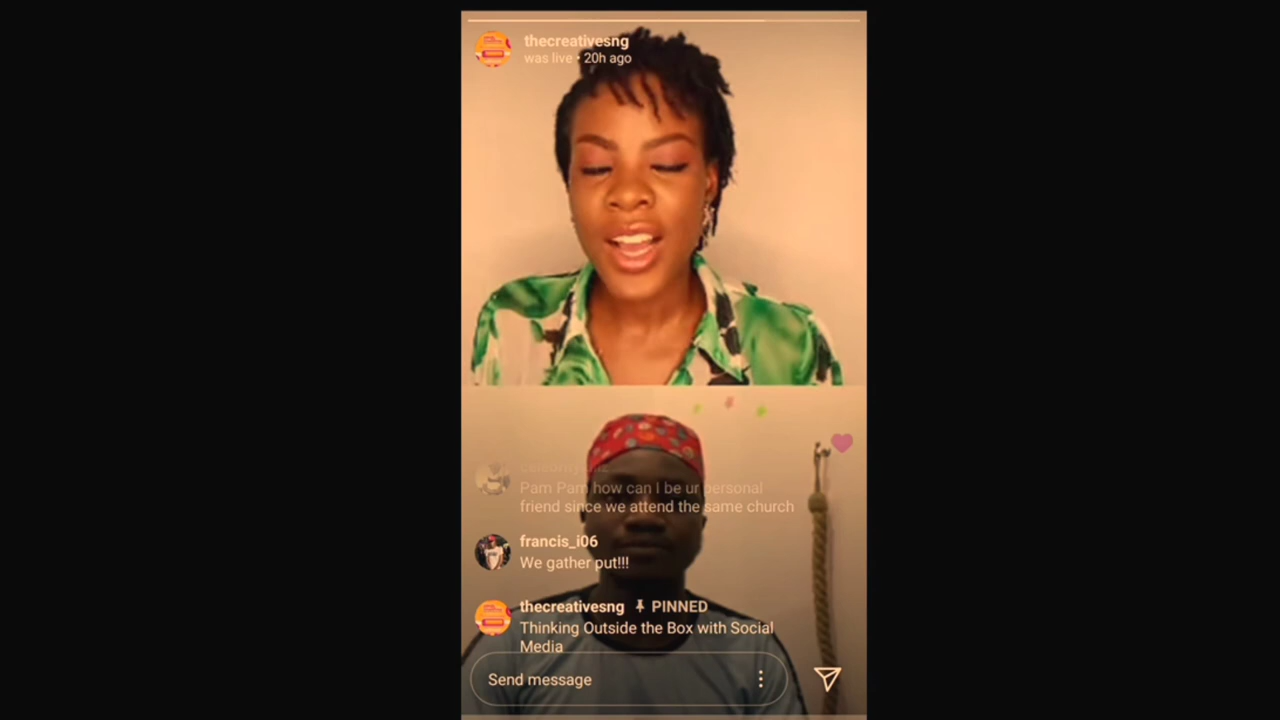 thecreativesng
was live • 20h ago
Pam Pam how can I be ur personal
friend since we attend the same church
francis_i06
We gather put!!!
thecreativesng PINNED
Thinking Outside the Box with Social
Media
Send message